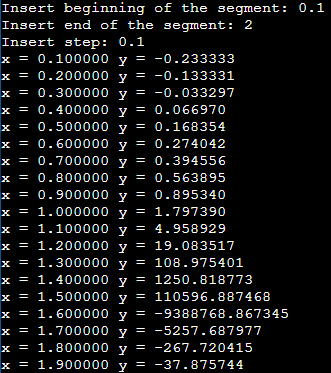 Insert beginning of the segment: 0.1
Insert end of the segment: 2
Insert step: 0.1
x = 0.100000 y = -0.233333
x = 0.200000 y = -0.133331
x = 0.300000 y = -0.033297
x = 0.400000 y = 0.066970
x = 0.500000 y = 0.168354
x = 0.600000 y = 0.274042
x = 0.700000 y = 0.394556
x = 0.800000 y = 0.563895
x = 0.900000 y = 0.895340
x = 1.000000 y = 1.797390
x = 1.100000 y = 4.958929
x = 1.200000 y = 19.083517
x = 1.300000 y = 108.975401
x = 1.400000 y = 1250.818773
x = 1.500000 y = 110596.887468
x = 1.600000 y = -9388768.867345
x = 1.700000 y = -5257.687977
x = 1.800000 y = -267.720415
x = 1.900000 y = -37.875744